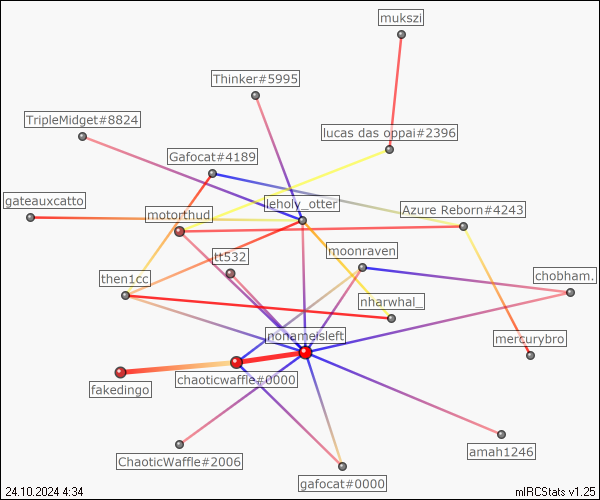 mukszi
Thinker#5995
TripleMidget#8824
lucas das oppai#2396
Gafocat#4189
gateauxcatto
leholy_otter
Azure Reborn#4243
motorthud
moonraven
tt532
then1cc
chobham.
nharwhal_
nonameisleft
mercurybro
chaoticwaffle#0000
fakedingo
amah1246
ChaoticWaffle#2006
gafocat#0000
24.10.2024 4:34
mIRCStats v1.25